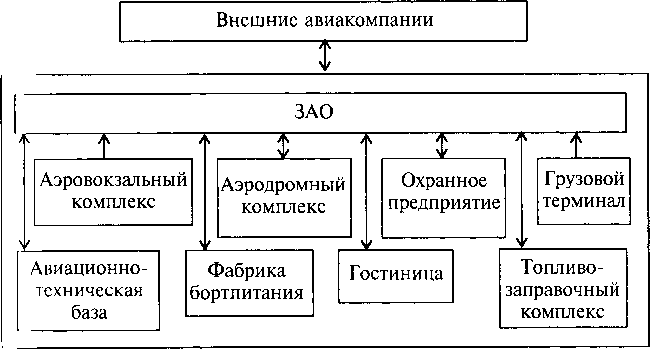 Внешние авиакомпании
ЗАО
Аэровокзальный
комплекс
Аэродромный
комплекс
Охранное
предприятие
Грузовой
терминал
Авиационно-
техническая
база
Фабрика
бортпитания
Гостиница
Топливо-
заправочный
комплекс